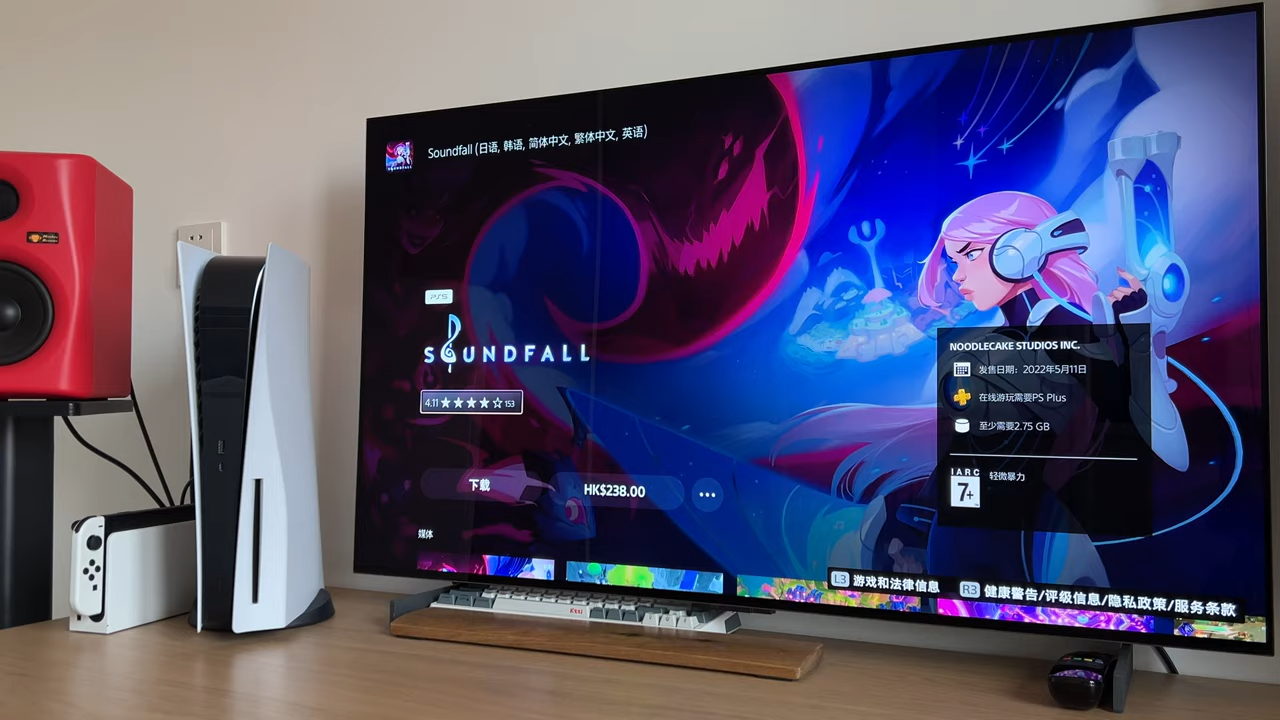 Soundfall (日语, 韩语, 简体中文, 繁体中文, 英语)
PS5
SOUNDFALL
4.11 ★★★★☆ 153
下载
HK$238.00
•••
媒体
NOODLECAKE STUDIOS INC.
发售日期：2022年5月11日
在线游玩需要PS Plus
至少需要2.75 GB
IARC
7+
轻微暴力
L3 游戏和法律信息
R3 健康警告/评级信息/隐私政策/服务条款